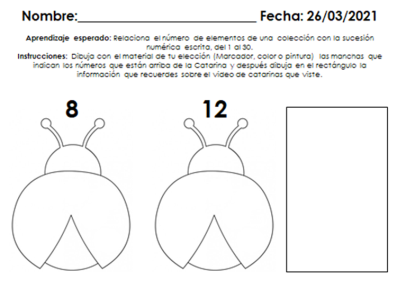 Nombre:______________________ Fecha: 26/03/2021
Aprendizaje esperado: Relaciona el número de elementos de una colección con la sucesión
numérica escrita, del 1 al 30.
Instrucciones: Dibuja con el material de tu elección (Marcador, color o pintura) las manchas que
indican los números que están arriba de la Catarina y después dibuja en el rectángulo la
información que recuerdes sobre el video de catarinas que viste.
8 12